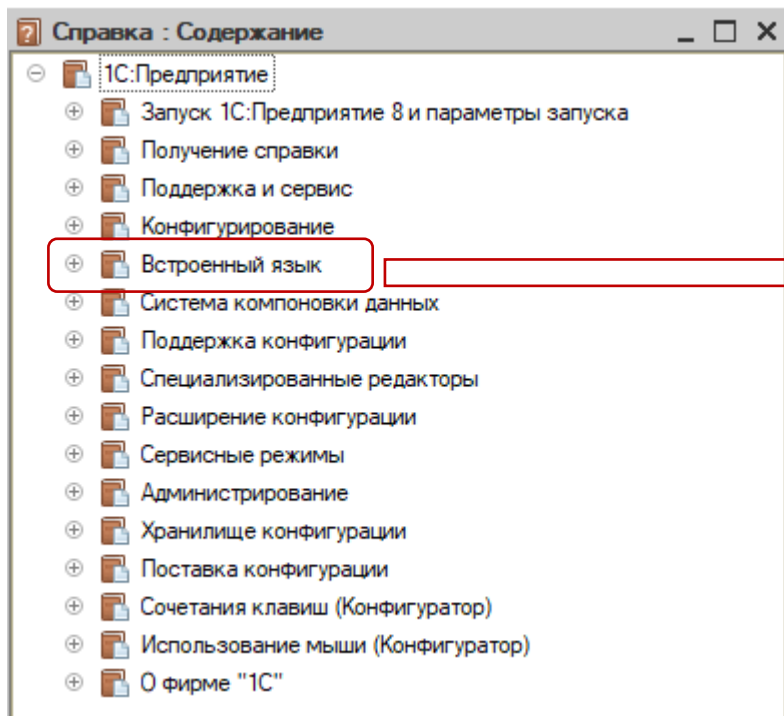 Справка : Содержание
1С:Предприятие
Запуск 1С:Предприятие 8 и параметры запуска
Получение справки
Поддержка и сервис
Конфигурирование
Встроенный язык
Система компоновки данных
Поддержка конфигурации
Специализированные редакторы
Расширение конфигурации
Сервисные режимы
Администрирование
Хранилище конфигурации
Поставка конфигурации
Сочетания клавиш (Конфигуратор)
Использование мыши (Конфигуратор)
О фирме "1С"